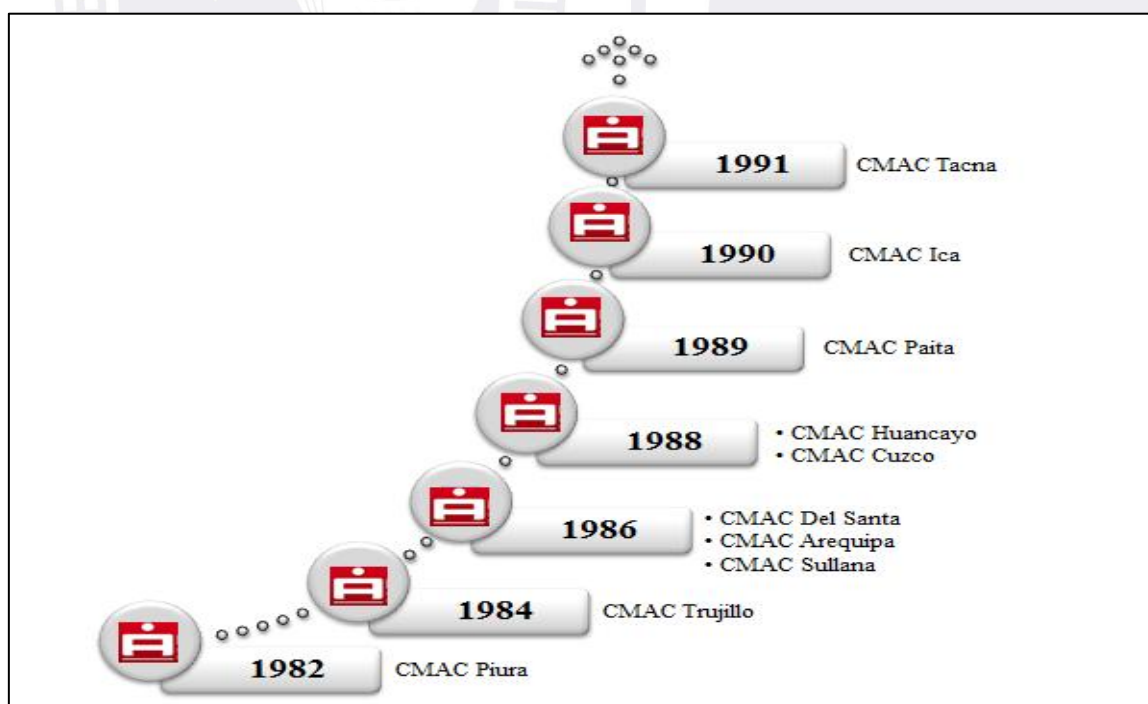 1991 CMAC Tacna
1990 CMAC Ica
1989 CMAC Paita
1988
• CMAC Huancayo
• CMAC Cuzco
1986
• CMAC Del Santa
• CMAC Arequipa
• CMAC Sullana
1984 CMAC Trujillo
1982 CMAC Piura